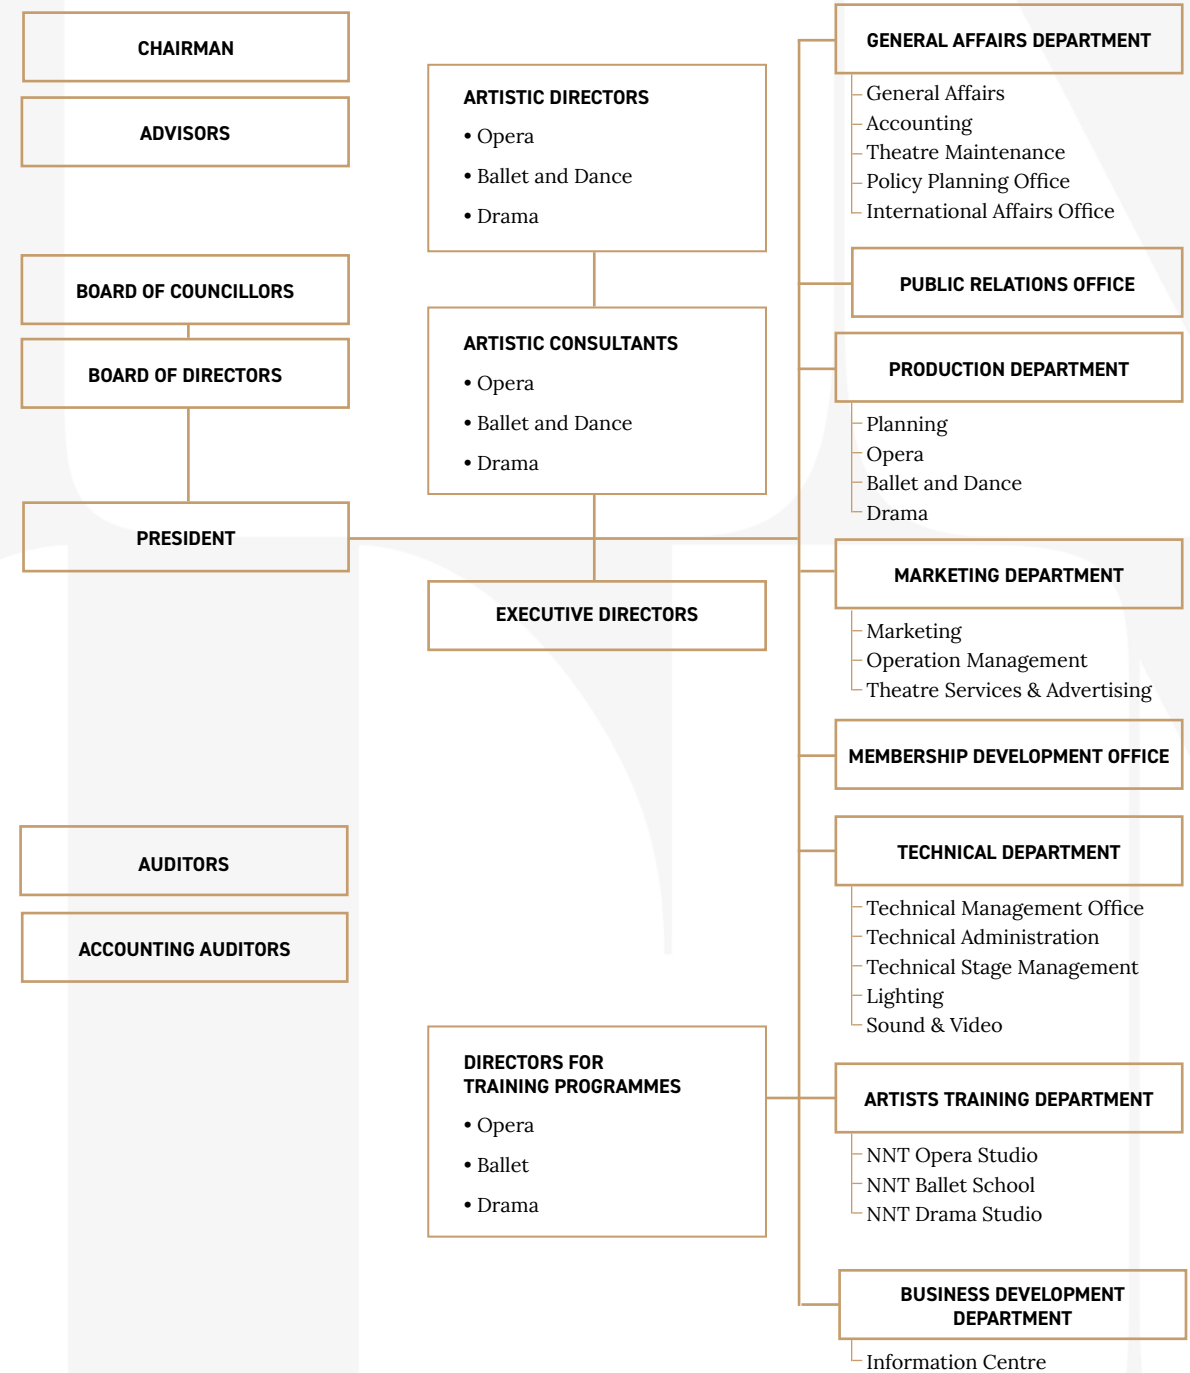 CHAIRMAN
ADVISORS
BOARD OF COUNCILLORS
BOARD OF DIRECTORS
PRESIDENT
AUDITORS
ACCOUNTING AUDITORS
ARTISTIC DIRECTORS
• Opera
• Ballet and Dance
• Drama
ARTISTIC CONSULTANTS
• Opera
• Ballet and Dance
• Drama
EXECUTIVE DIRECTORS
DIRECTORS FOR
TRAINING PROGRAMMES
• Opera
• Ballet
• Drama
GENERAL AFFAIRS DEPARTMENT
General Affairs
Accounting
Theatre Maintenance
Policy Planning Office
International Affairs Office
PUBLIC RELATIONS OFFICE
PRODUCTION DEPARTMENT
Planning
Opera
Ballet and Dance
Drama
MARKETING DEPARTMENT
Marketing
Operation Management
Theatre Services & Advertising
MEMBERSHIP DEVELOPMENT OFFICE
TECHNICAL DEPARTMENT
Technical Management Office
Technical Administration
Technical Stage Management
Lighting
Sound & Video
ARTISTS TRAINING DEPARTMENT
NNT Opera Studio
NNT Ballet School
NNT Drama Studio
BUSINESS DEVELOPMENT
DEPARTMENT
Information Centre